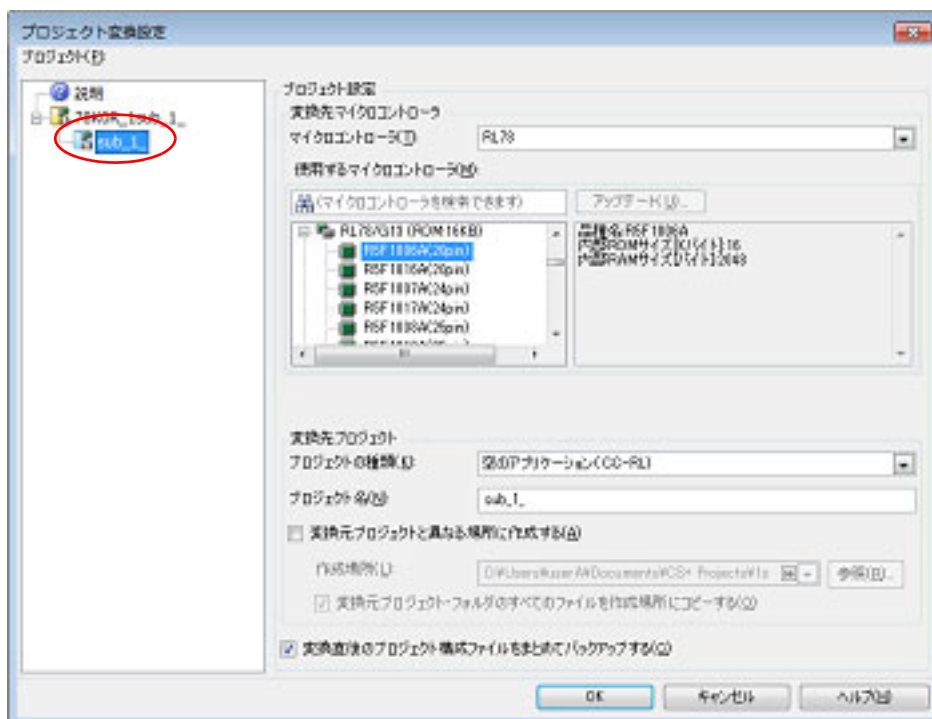 プロジェクト変換設定
プロジェクト(P):
説明
78K0R_1sub_1_
sub_1_
プロジェクト設定
変換先マイクロコントローラ
マイクロコントローラ(T):
RL78
使用するマイクロコントローラ(M):
(マイクロコントローラを検索できます)
アップデート(U)...
RL78/G13 (ROM:16KB)
R5F1006A(20pin)
R5F1016A(20pin)
R5F1007A(24pin)
R5F1017A(24pin)
R5F1008A(25pin)
品種名:R5F1006A
内部ROMサイズ[Kバイト]:16
内部RAMサイズ[バイト]:2048
変換先プロジェクト
プロジェクトの種類(K):
空のアプリケーション(CC-RL)
プロジェクト名(N):
sub_1_
変換元プロジェクトと異なる場所に作成する(A)
作成場所(L):
D:¥Users¥userA¥Documents¥CS+ Projects¥1s
参照(R)...
変換元プロジェクト・フォルダのすべてのファイルを作成場所にコピーする(O)
変換直後のプロジェクト構成ファイルをまとめてバックアップする(C)
OK
キャンセル
ヘルプ(H)